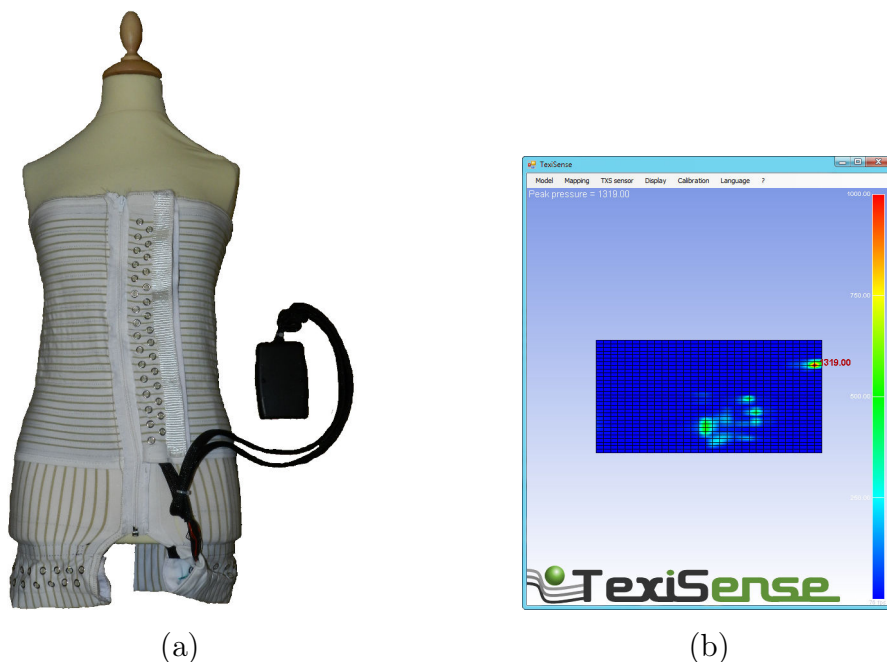 TexiSense
Model Mapping TXS sensor Display Calibration Language ?
Peak pressure = 1319.00
1000.00
750.00
319.00
500.00
250.00
TexiSense
(a)
(b)